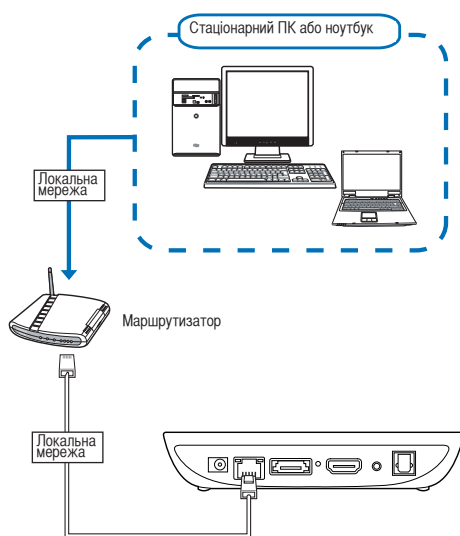 Стаціонарний ПК або ноутбук
Локальна
мережа
Маршрутизатор
Локальна
мережа